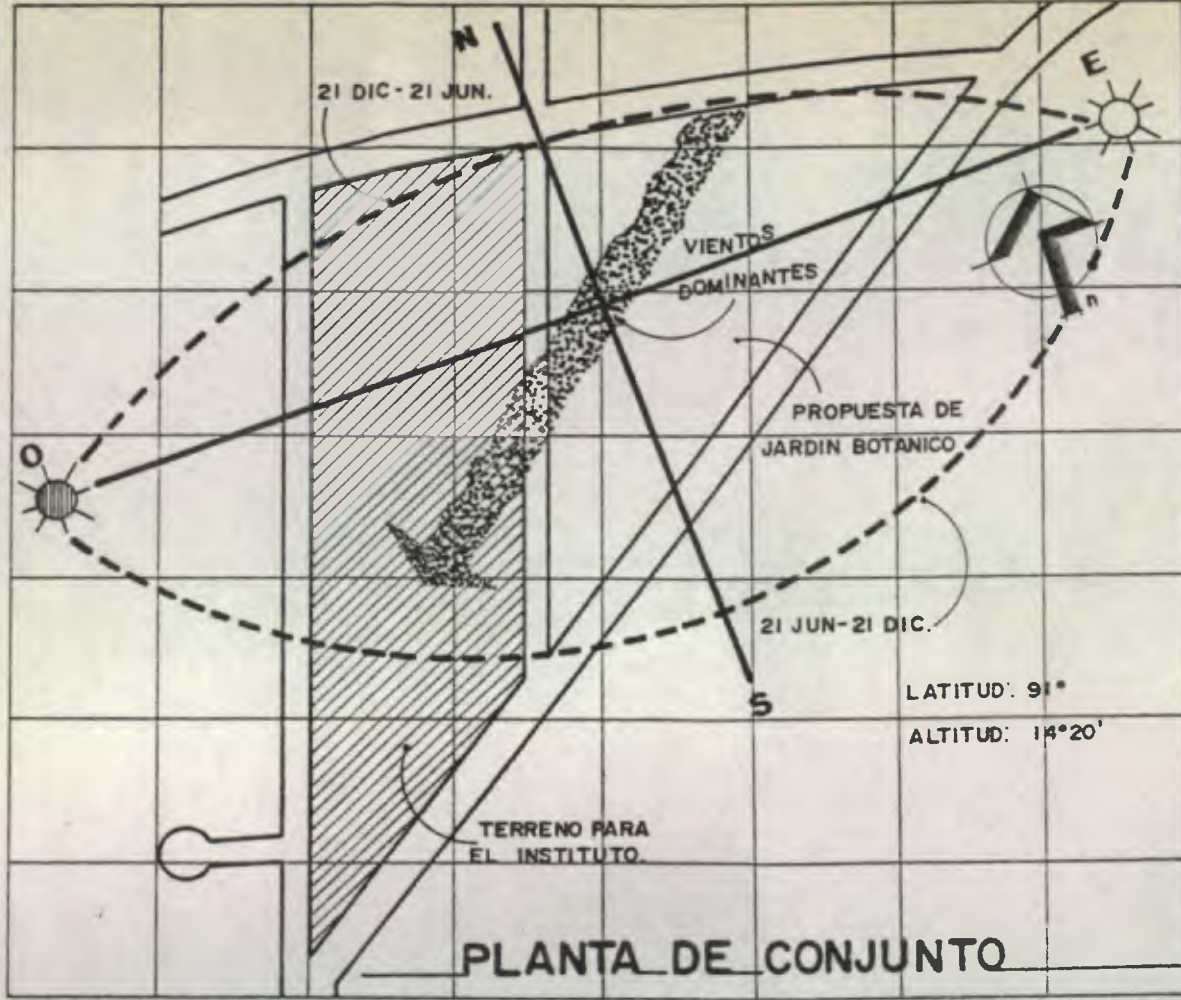 N
E
21 DIC - 21 JUN.
VIENTOS
DOMINANTES
n
PROPUESTA DE
JARDIN BOTANICO
O
21 JUN-21 DIC.
S
LATITUD: 91°
ALTITUD: 14°20'
TERRENO PARA
EL INSTITUTO.
PLANTA DE CONJUNTO